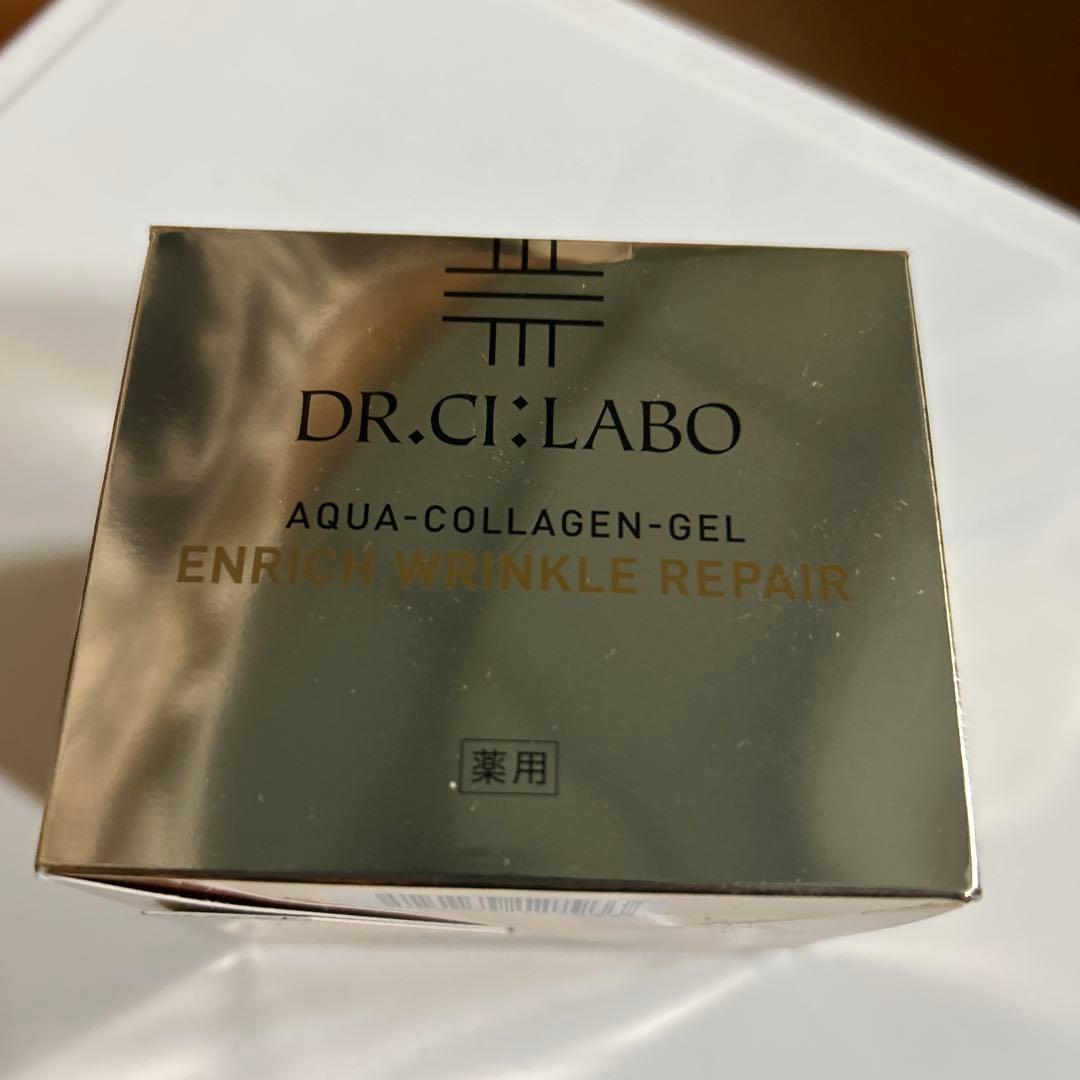 DR.CI:LABO
AQUA-COLLAGEN-GEL
ENRICH WRINKLE REPAIR
薬用